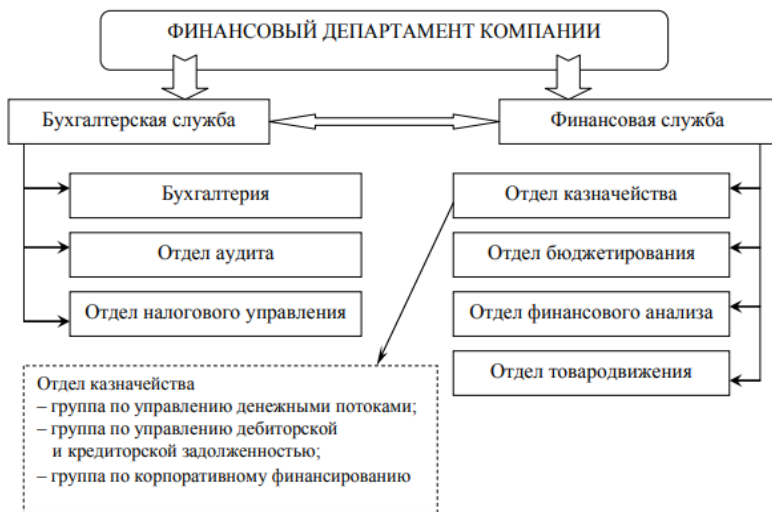 ФИНАНСОВЫЙ ДЕПАРТАМЕНТ КОМПАНИИ
Бухгалтерская служба
Финансовая служба
Бухгалтерия
Отдел аудита
Отдел налогового управления
Отдел казначейства
Отдел бюджетирования
Отдел финансового анализа
Отдел товародвижения
Отдел казначейства
– группа по управлению денежными потоками;
– группа по управлению дебиторской
и кредиторской задолженностью;
– группа по корпоративному финансированию